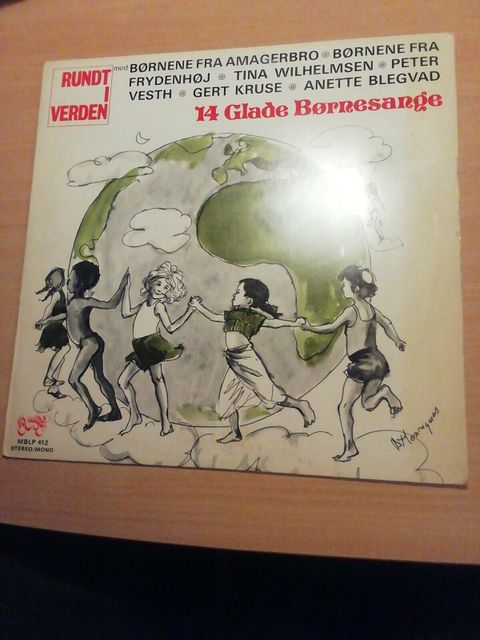 RUNDT
I
VERDEN
med BØRNENE FRA AMAGERBRO ● BØRNENE FRA
FRYDENHØJ ● TINA WILHELMSEN ● PETER
VESTH ● GERT KRUSE ● ANETTE BLEGVAD
14 Glade Børnesange
MBLP 412
STEREO/MONO